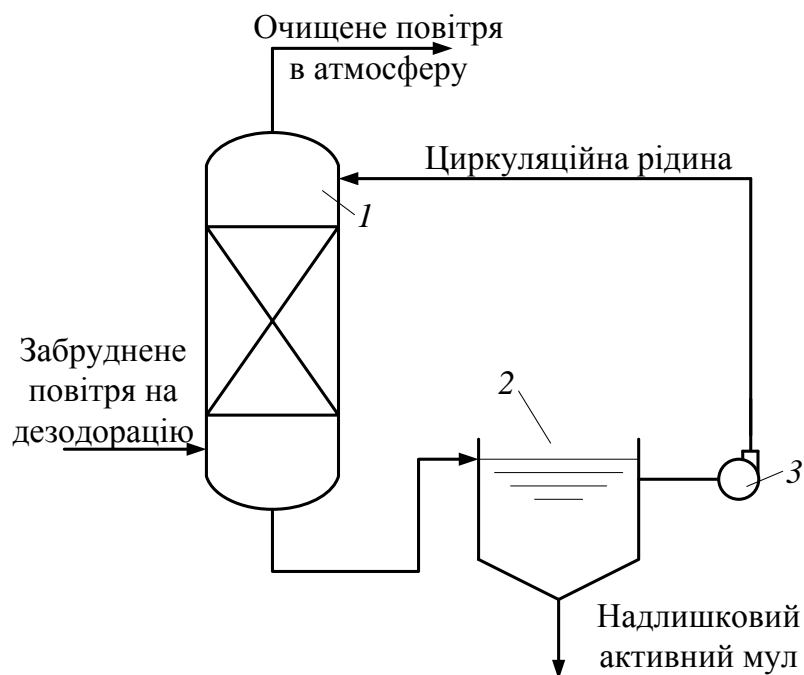 Очищене повітря
в атмосферу
Циркуляційна рідина
1
Забруднене
повітря на
дезодорацію
2
3
Надлишковий
активний мул